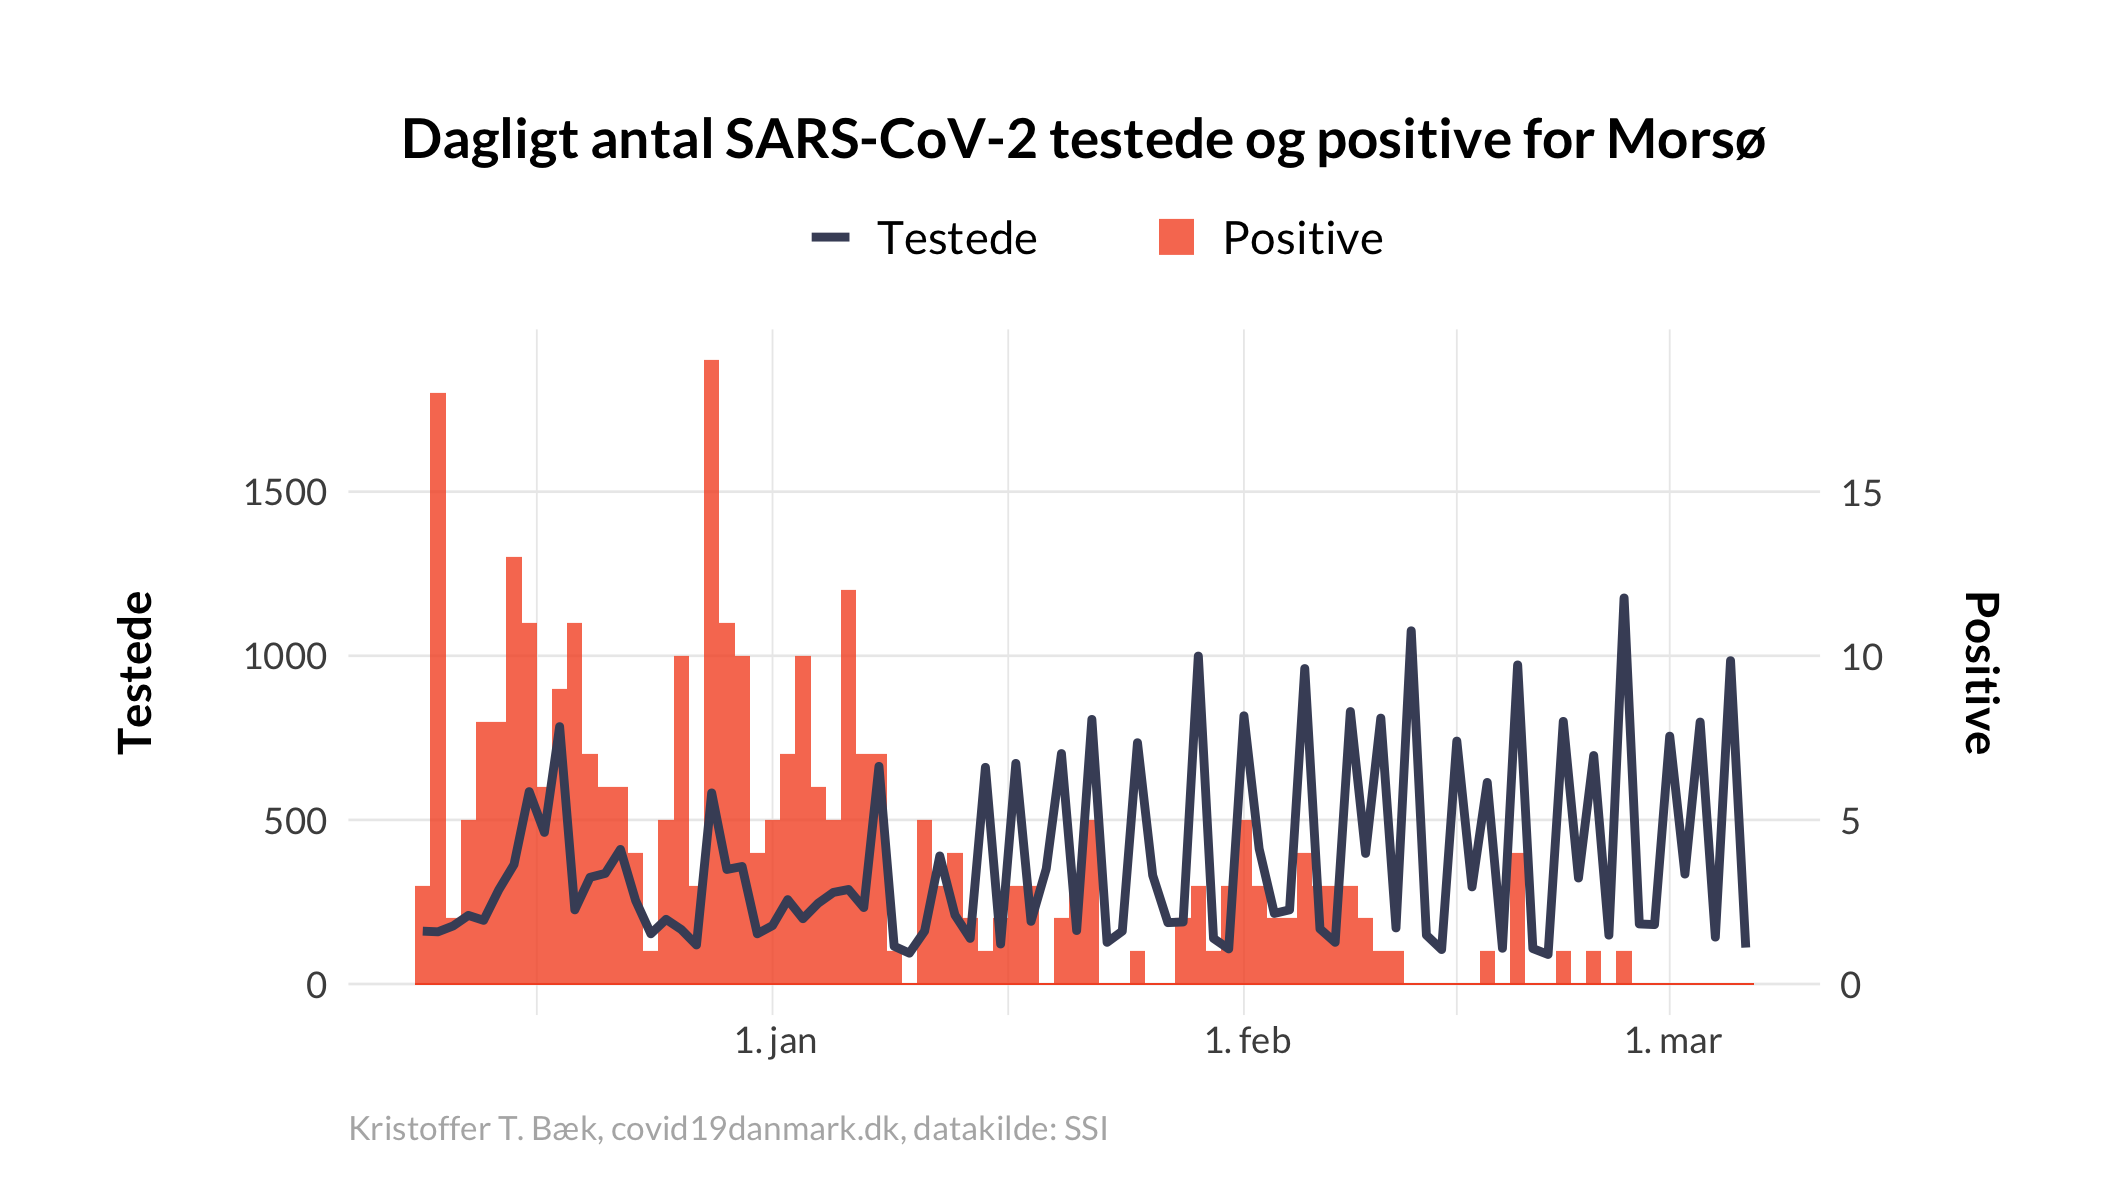 Dagligt antal SARS-CoV-2 testede og positive for Morsø
Testede
Positive
1500
1000
500
0
15
10
5
0
Testede
Positive
1. jan
1. feb
1. mar
Kristoffer T. Bæk, covid19danmark.dk, datakilde: SSI